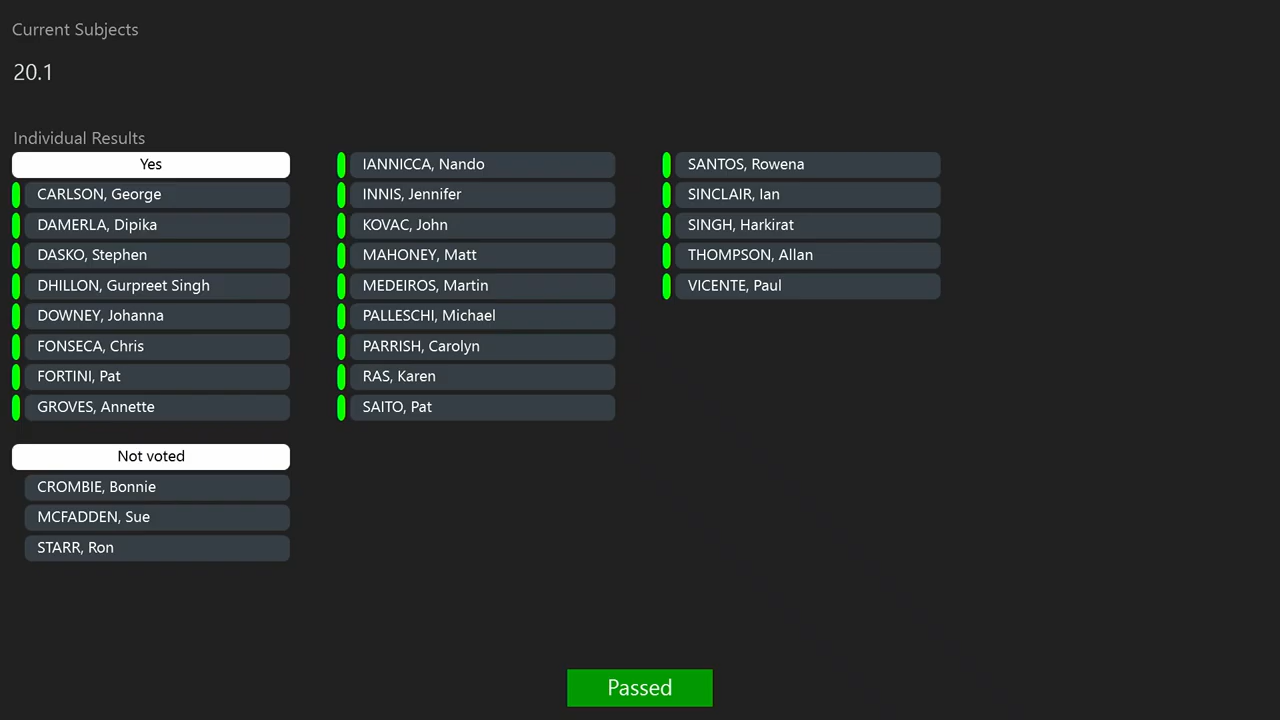 Current Subjects
20.1
Individual Results
Yes
CARLSON, George
DAMERLA, Dipika
DASKO, Stephen
DHILLON, Gurpreet Singh
DOWNEY, Johanna
FONSECA, Chris
FORTINI, Pat
GROVES, Annette
IANNICCA, Nando
INNIS, Jennifer
KOVAC, John
MAHONEY, Matt
MEDEIROS, Martin
PALLESCHI, Michael
PARRISH, Carolyn
RAS, Karen
SAITO, Pat
SANTOS, Rowena
SINCLAIR, Ian
SINGH, Harkirat
THOMPSON, Allan
VICENTE, Paul
Not voted
CROMBIE, Bonnie
MCFADDEN, Sue
STARR, Ron
Passed